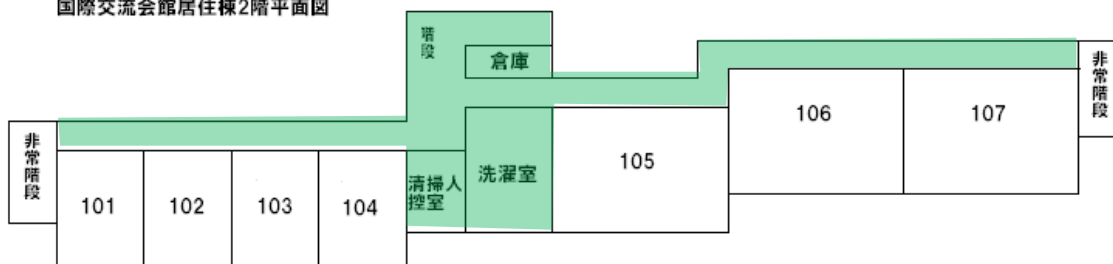 国際交流会館居住棟2階平面図
階段
倉庫
非常階段
106
107
非常階段
105
洗濯室
清掃人
控室
101
102
103
104